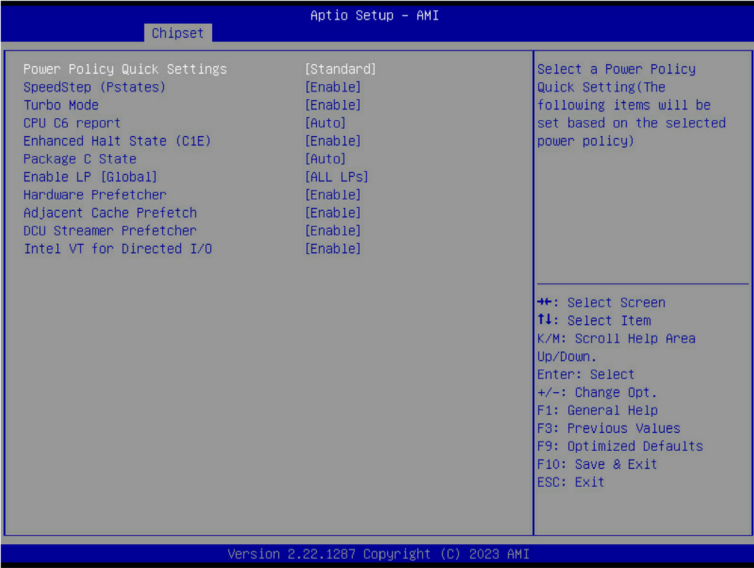 Aptio Setup – AMI
Chipset
Power Policy Quick Settings [Standard]
SpeedStep (Pstates) [Enable]
Turbo Mode [Enable]
CPU C6 report [Auto]
Enhanced Halt State (C1E) [Enable]
Package C State [Auto]
Enable LP [Global] [ALL LPs]
Hardware Prefetcher [Enable]
Adjacent Cache Prefetch [Enable]
DCU Streamer Prefetcher [Enable]
Intel VT for Directed I/O [Enable]
Select a Power Policy
Quick Setting(The
following items will be
set based on the selected
power policy)
→←: Select Screen
↑↓: Select Item
K/M: Scroll Help Area
Up/Down.
Enter: Select
+/-: Change Opt.
F1: General Help
F3: Previous Values
F9: Optimized Defaults
F10: Save & Exit
ESC: Exit
Version 2.22.1287 Copyright (C) 2023 AMI